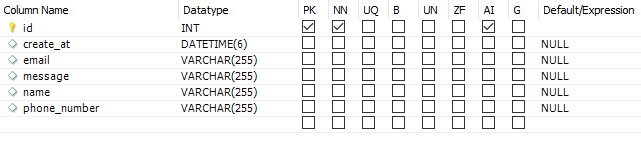 Column Name Datatype PK NN UQ B UN ZF AI G Default/Expression
id INT
create_at DATETIME(6) NULL
email VARCHAR(255) NULL
message VARCHAR(255) NULL
name VARCHAR(255) NULL
phone_number VARCHAR(255) NULL